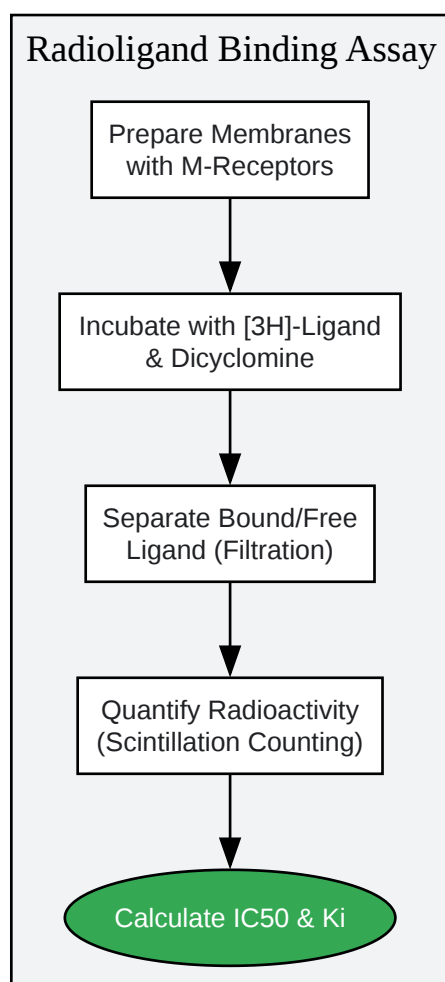 Radioligand Binding Assay
Prepare Membranes
with M-Receptors
Incubate with [3H]-Ligand
& Dicyclomine
Separate Bound/Free
Ligand (Filtration)
Quantify Radioactivity
(Scintillation Counting)
Calculate IC50 & Ki